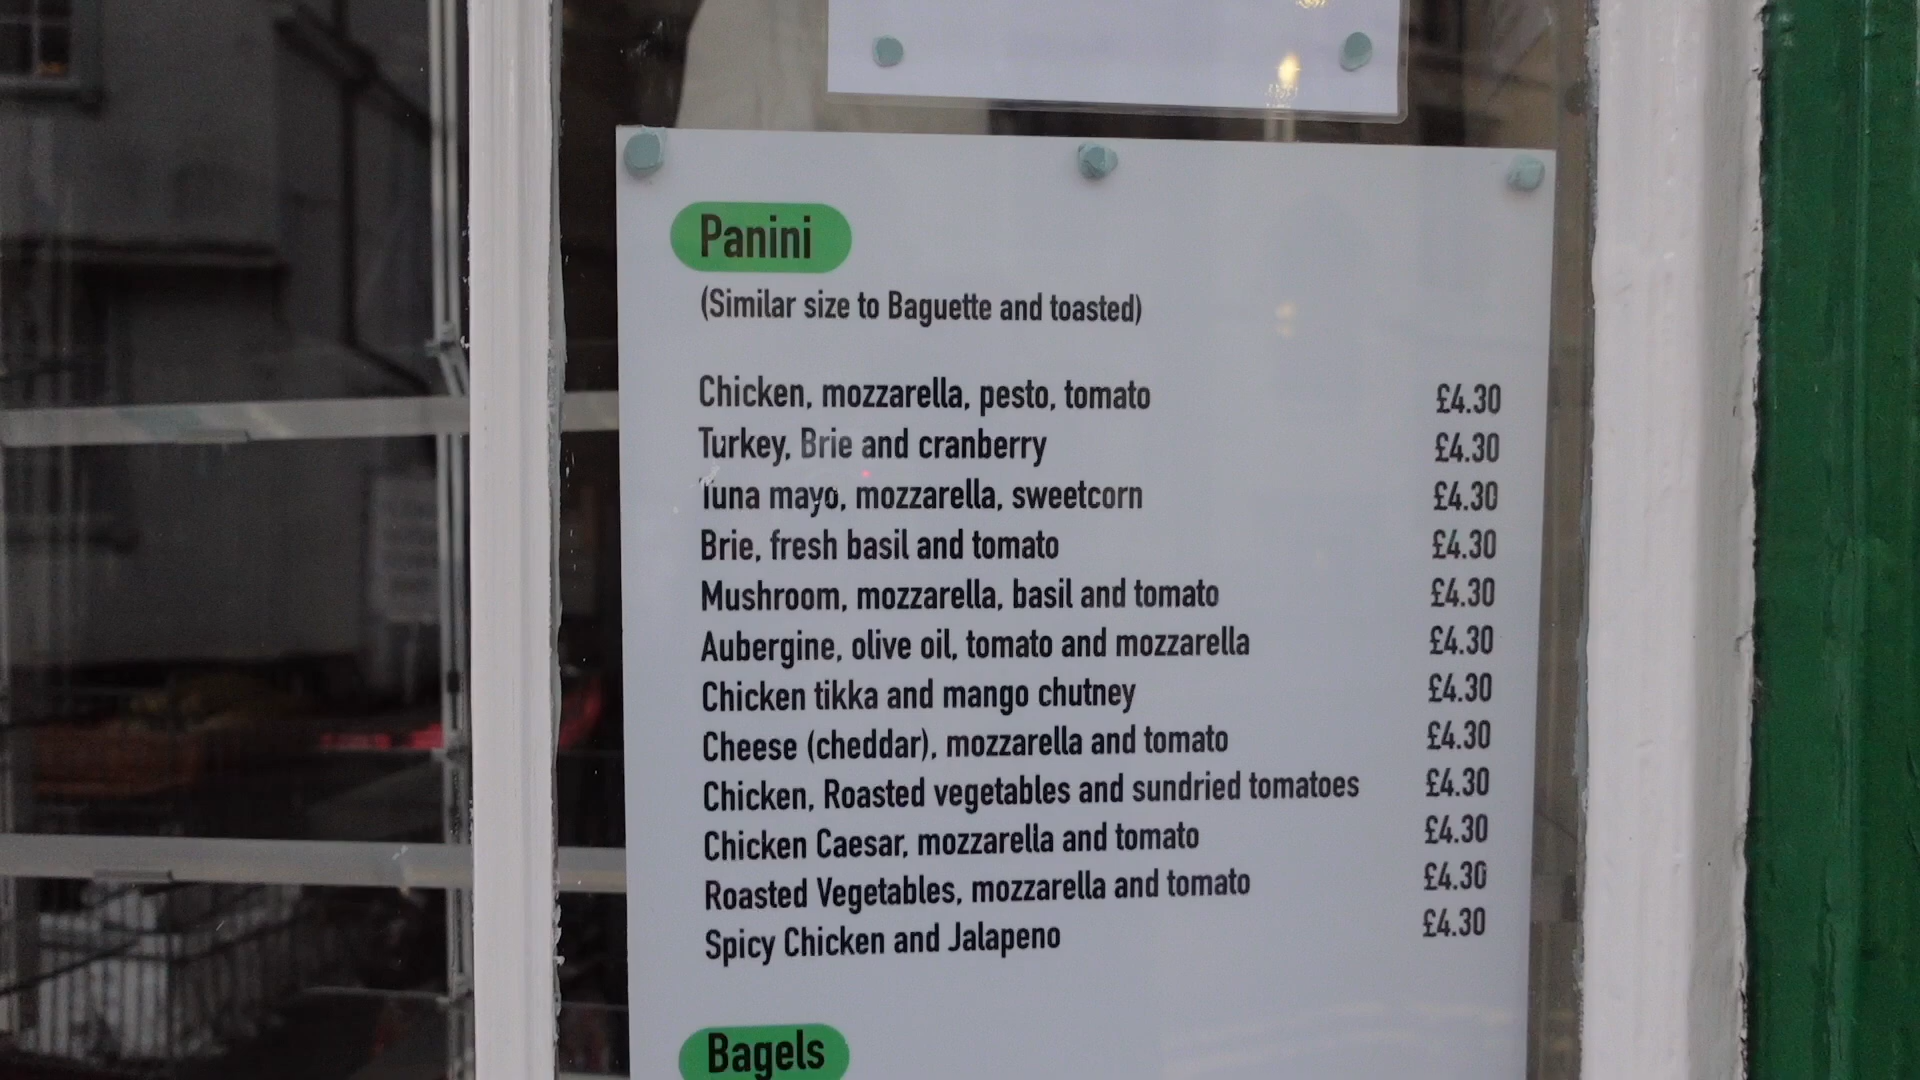 Panini
(Similar size to Baguette and toasted)
Chicken, mozzarella, pesto, tomato £4.30
Turkey, Brie and cranberry £4.30
Tuna mayo, mozzarella, sweetcorn £4.30
Brie, fresh basil and tomato £4.30
Mushroom, mozzarella, basil and tomato £4.30
Aubergine, olive oil, tomato and mozzarella £4.30
Chicken tikka and mango chutney £4.30
Cheese (cheddar), mozzarella and tomato £4.30
Chicken, Roasted vegetables and sundried tomatoes £4.30
Chicken Caesar, mozzarella and tomato £4.30
Roasted Vegetables, mozzarella and tomato £4.30
Spicy Chicken and Jalapeno £4.30
Bagels